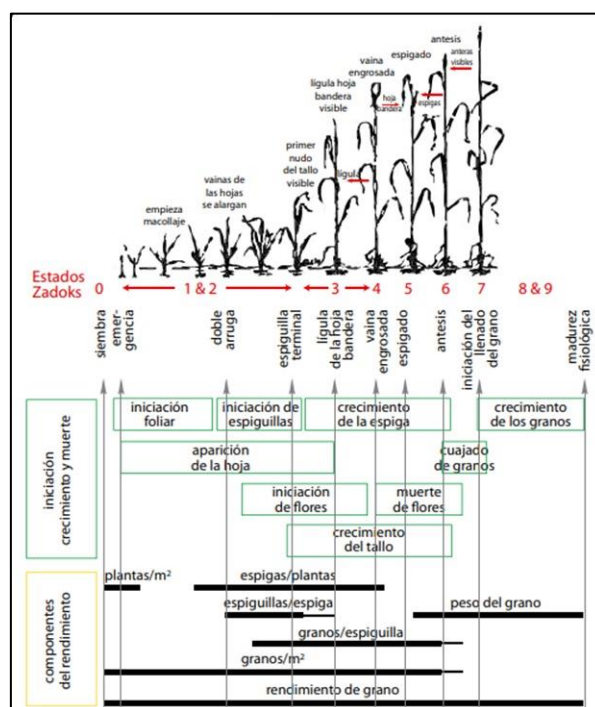 antesis
anteras
visibles
espigado
vaina
engrosada
hoja
bandera
espigas
lígula hoja
bandera
visible
primer
nudo
del tallo
visible
lígula
vainas de
las hojas
se alargan
empieza
macollaje
Estados
Zadoks
0 1 & 2 3 4 5 6 7 8 & 9
siembra
emer-
gencia
doble
arruga
espiguilla
terminal
lígula
de la hoja
bandera
vaina
engrosada
espigado
antesis
iniciación del
llenado
del grano
madurez
fisiológica
iniciación
crecimiento y muerte
iniciación
foliar
iniciación de
espiguillas
crecimiento
de la espiga
crecimiento
de los granos
aparición
de la hoja
cuajado
de granos
iniciación
de flores
muerte
de flores
crecimiento
del tallo
componentes
del rendimiento
plantas/m²
espigas/plantas
espiguillas/espiga
peso del grano
granos/espiguilla
granos/m²
rendimiento de grano